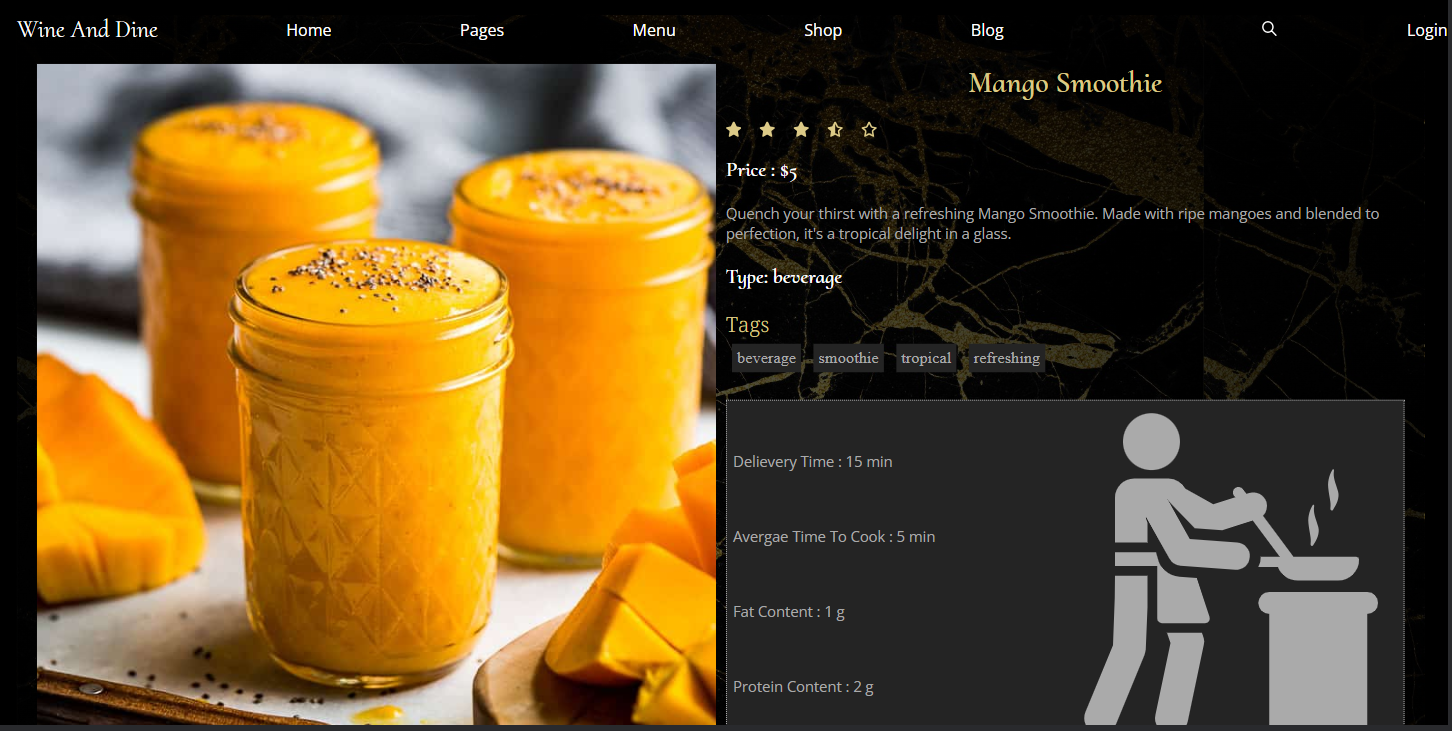 Wine And Dine Home Pages Menu Shop Blog Login
Mango Smoothie
Price : $5
Quench your thirst with a refreshing Mango Smoothie. Made with ripe mangoes and blended to
perfection, it's a tropical delight in a glass.
Type: beverage
Tags
beverage smoothie tropical refreshing
Delievery Time : 15 min
Avergae Time To Cook : 5 min
Fat Content : 1 g
Protein Content : 2 g